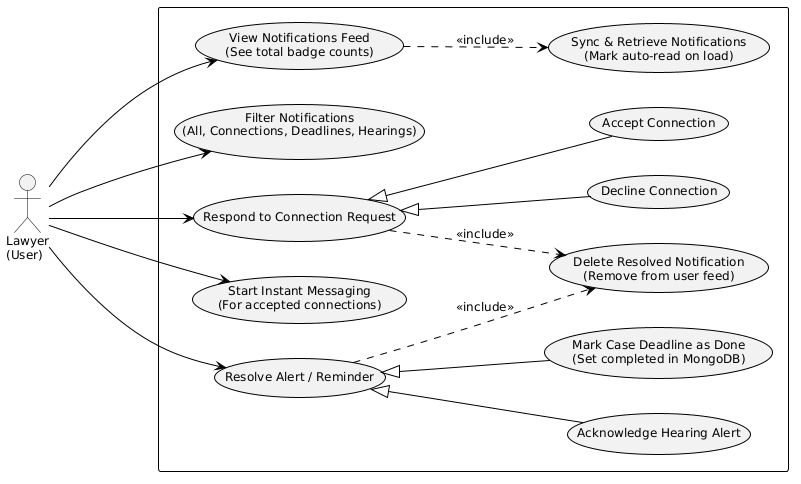 View Notifications Feed
(See total badge counts)
«include»
Sync & Retrieve Notifications
(Mark auto-read on load)
Filter Notifications
(All, Connections, Deadlines, Hearings)
Accept Connection
Decline Connection
Lawyer
(User)
Respond to Connection Request
«include»
Delete Resolved Notification
(Remove from user feed)
Start Instant Messaging
(For accepted connections)
«include»
Mark Case Deadline as Done
(Set completed in MongoDB)
Resolve Alert / Reminder
Acknowledge Hearing Alert